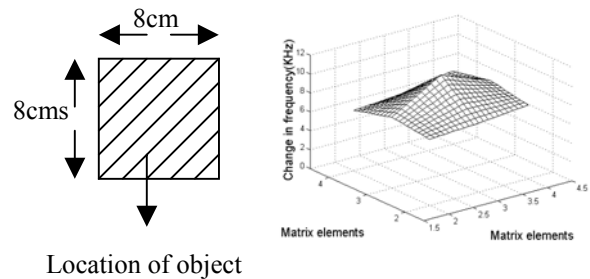 8cm
8cms
Location of object
Change in frequency(KHz)
12
10
8
6
4
2
0
4
3
2
Matrix elements
1.5
2
2.5
3
3.5
4
4.5
Matrix elements